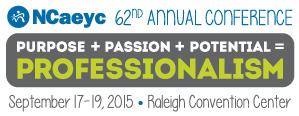 NCaeyc 62ND ANNUAL CONFERENCE
PURPOSE + PASSION + POTENTIAL =
PROFESSIONALISM
September 17-19, 2015 • Raleigh Convention Center